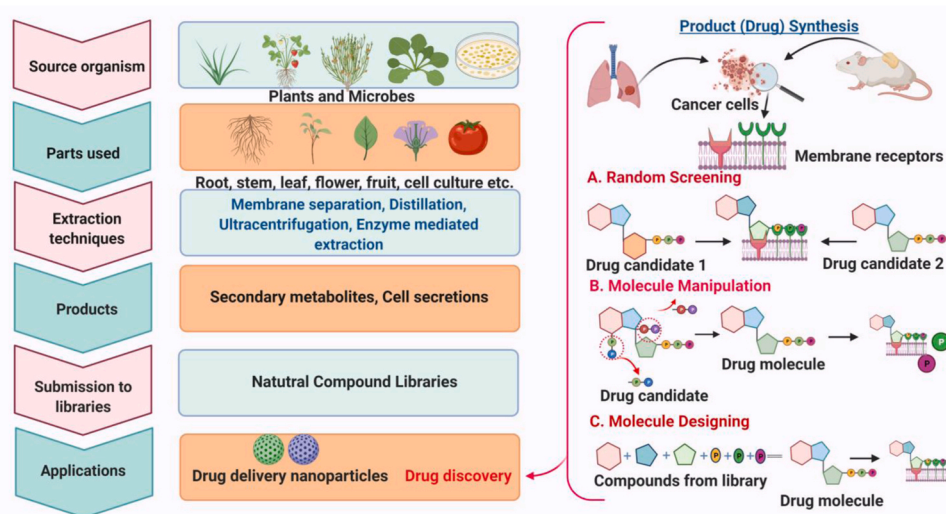 Source organism
Plants and Microbes
Parts used
Root, stem, leaf, flower, fruit, cell culture etc.
Extraction
techniques
Membrane separation, Distillation,
Ultracentrifugation, Enzyme mediated
extraction
Products
Secondary metabolites, Cell secretions
Submission to
libraries
Natutral Compound Libraries
Applications
Drug delivery nanoparticles
Drug discovery
Product (Drug) Synthesis
Cancer cells
Membrane receptors
A. Random Screening
P P P
P P P
P P P
Drug candidate 1
Drug candidate 2
B. Molecule Manipulation
P P
P P
P
P
P P P
P P P
P
P
Drug molecule
Drug candidate
C. Molecule Designing
+ + + P + P + P =
P P P
Compounds from library
Drug molecule